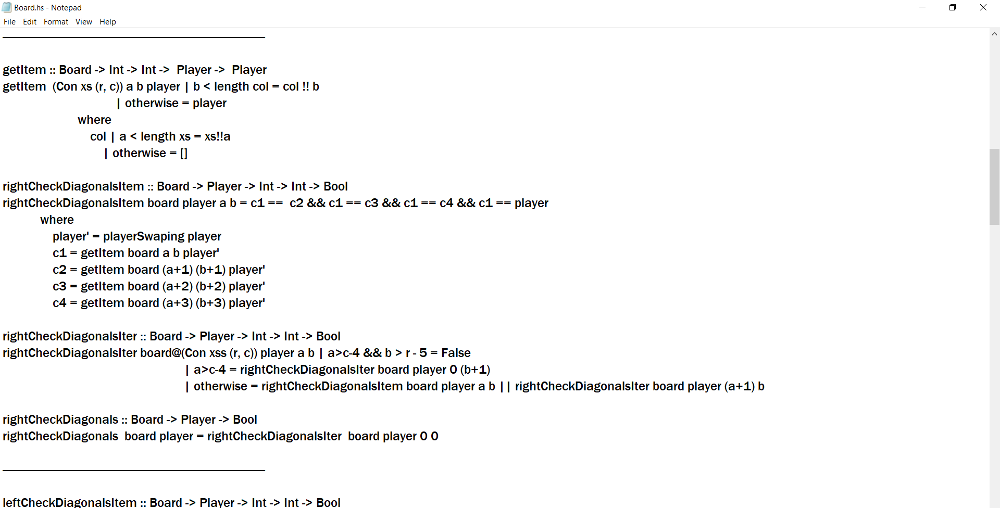 Board.hs - Notepad
File Edit Format View Help
getItem :: Board -> Int -> Int -> Player -> Player
getItem (Con xs (r, c)) a b player | b < length col = col !! b
| otherwise = player
where
col | a < length xs = xs!!a
| otherwise = []
rightCheckDiagonalsItem :: Board -> Player -> Int -> Int -> Bool
rightCheckDiagonalsItem board player a b = c1 == c2 && c1 == c3 && c1 == c4 && c1 == player
where
player' = playerSwaping player
c1 = getItem board a b player'
c2 = getItem board (a+1) (b+1) player'
c3 = getItem board (a+2) (b+2) player'
c4 = getItem board (a+3) (b+3) player'
rightCheckDiagonalsIter :: Board -> Player -> Int -> Int -> Bool
rightCheckDiagonalsIter board@(Con xss (r, c)) player a b | a>c-4 && b > r - 5 = False
| a>c-4 = rightCheckDiagonalsIter board player 0 (b+1)
| otherwise = rightCheckDiagonalsItem board player a b || rightCheckDiagonalsIter board player (a+1) b
rightCheckDiagonals :: Board -> Player -> Bool
rightCheckDiagonals board player = rightCheckDiagonalsIter board player 0 0
leftCheckDiagonalsItem :: Board -> Player -> Int -> Int -> Bool